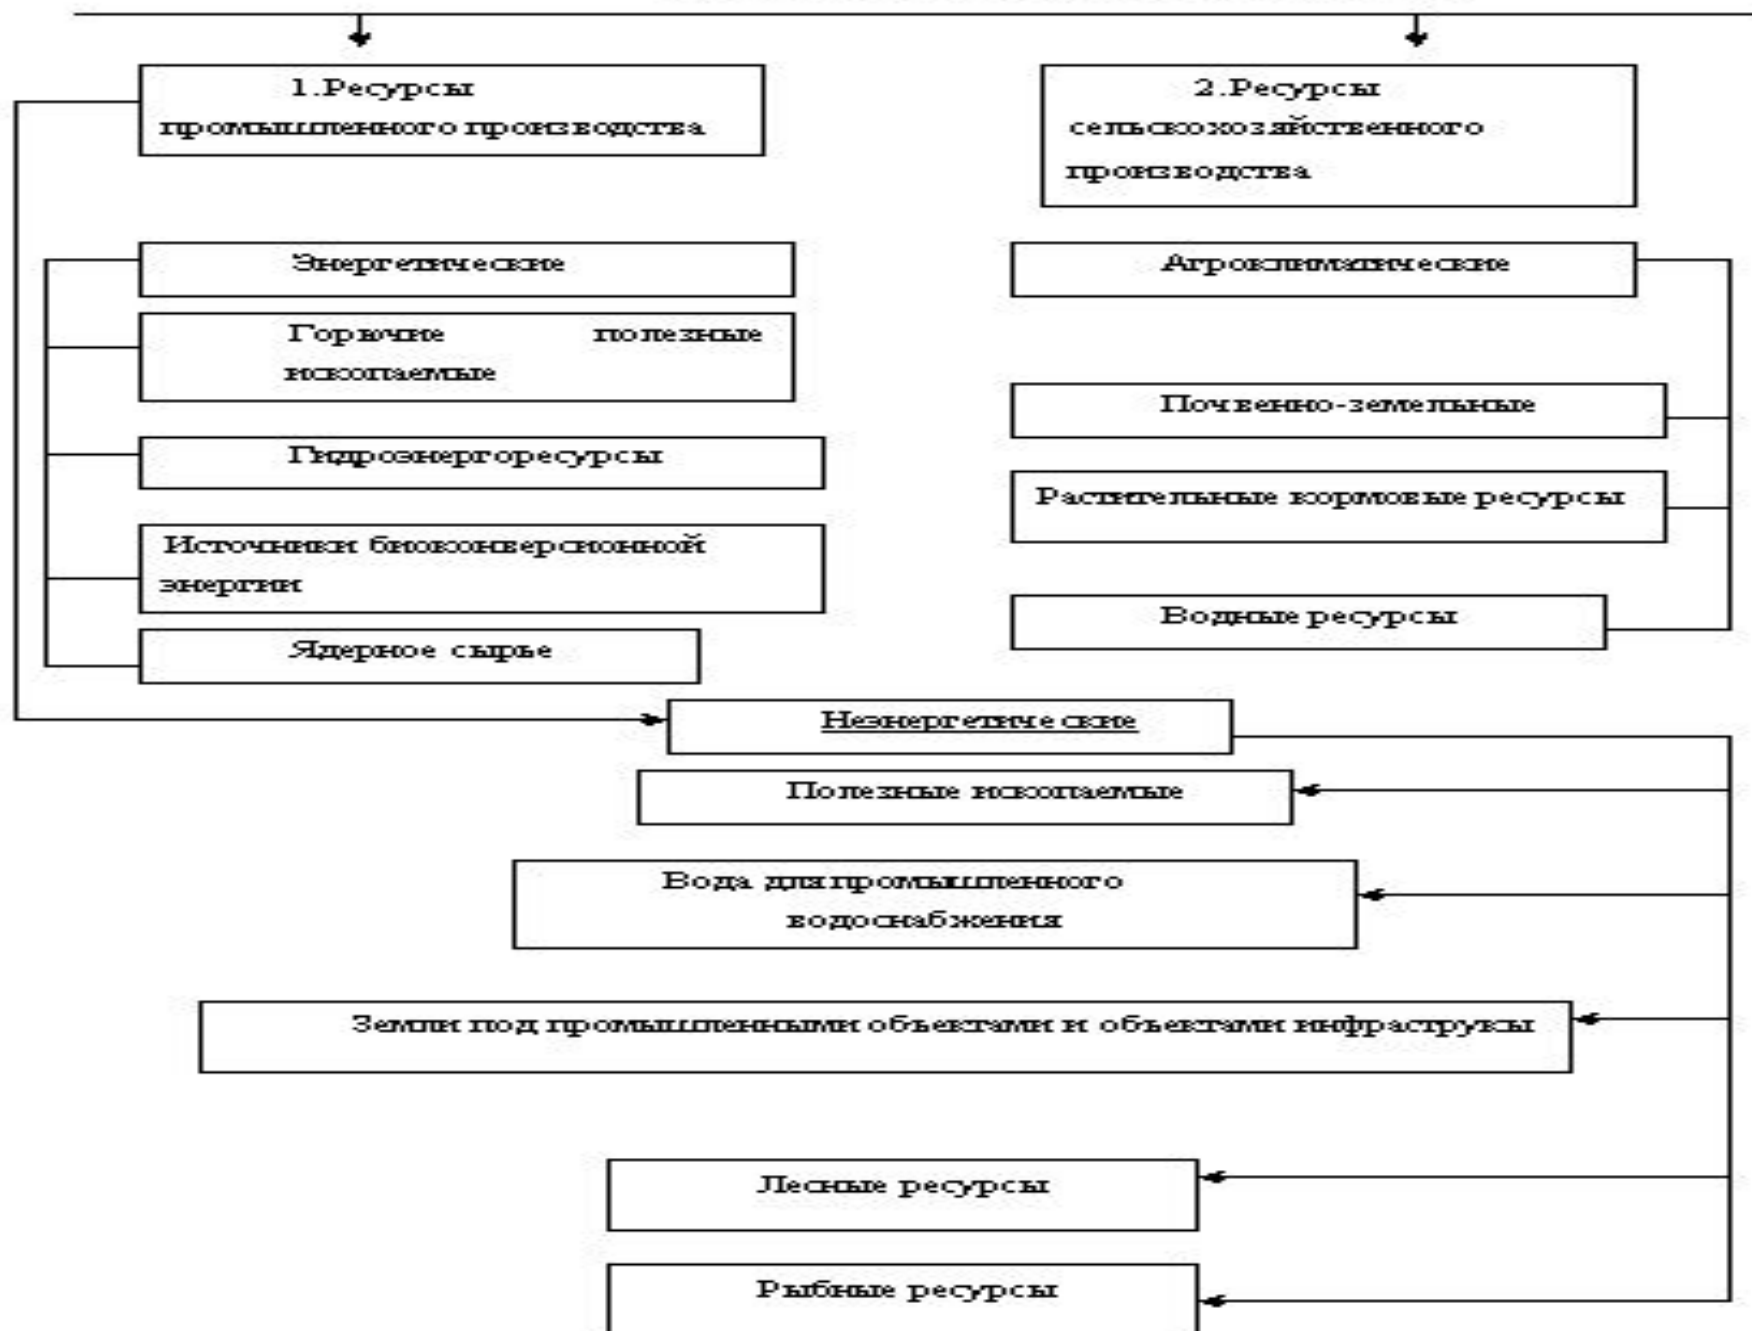 1.Ресурсы
промышленного производства
2.Ресурсы
сельскохозяйственного
производства
Энергетические
Горючие полезные
ископаемые
Гидроэнергоресурсы
Источники биоконверсионной
энергии
Ядерное сырье
Агроклиматические
Почвенно-земельные
Растительные кормовые ресурсы
Водные ресурсы
Неэнергетические
Полезные ископаемые
Вода для промышленного
водоснабжения
Земли под промышленными объектами и объектами инфраструкы
Лесные ресурсы
Рыбные ресурсы